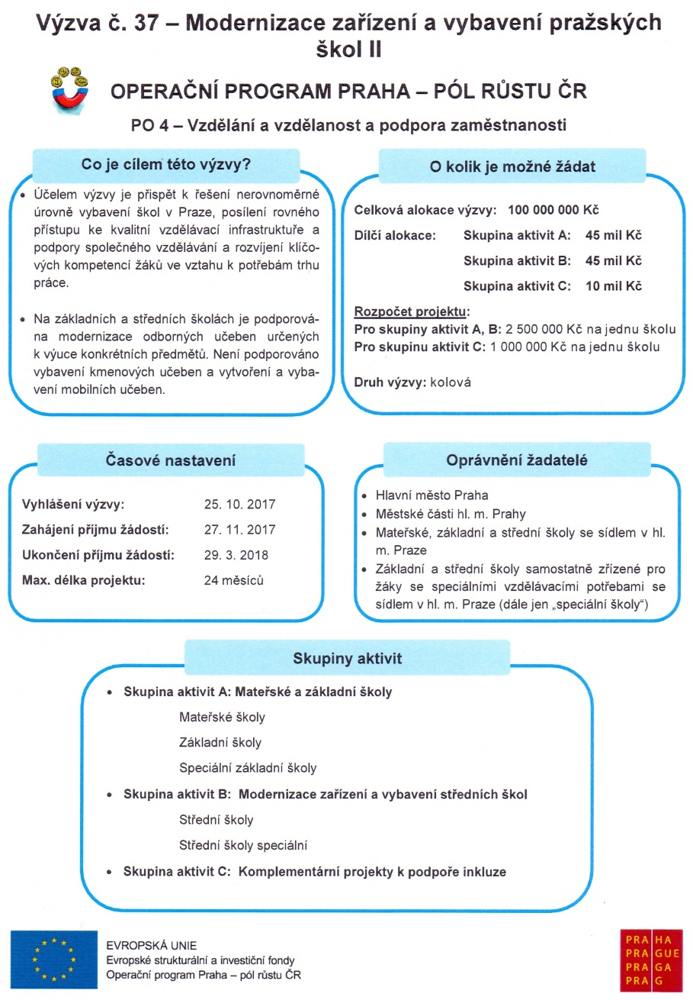 Výzva č. 37 – Modernizace zařízení a vybavení pražských
škol II
OPERAČNÍ PROGRAM PRAHA – PÓL RŮSTU ČR
PO 4 – Vzdělání a vzdělanost a podpora zaměstnanosti
Co je cílem této výzvy?
• Účelem výzvy je přispět k řešení nerovnoměrné
úrovně vybavení škol v Praze, posílení rovného
přístupu ke kvalitní vzdělávací infrastruktuře a
podpory společného vzdělávání a rozvíjení klíčo-
vých kompetencí žáků ve vztahu k potřebám trhu
práce.
• Na základních a středních školách je podporová-
na modernizace odborných učeben určených
k výuce konkrétních předmětů. Není podporováno
vybavení kmenových učeben a vytvoření a vyba-
vení mobilních učeben.
O kolik je možné žádat
Celková alokace výzvy: 100 000 000 Kč
Dílčí alokace: Skupina aktivit A: 45 mil Kč
Skupina aktivit B: 45 mil Kč
Skupina aktivit C: 10 mil Kč
Rozpočet projektu:
Pro skupiny aktivit A, B: 2 500 000 Kč na jednu školu
Pro skupinu aktivit C: 1 000 000 Kč na jednu školu
Druh výzvy: kolová
Časové nastavení
Vyhlášení výzvy: 25. 10. 2017
Zahájení příjmu žádostí: 27. 11. 2017
Ukončení příjmu žádostí: 29. 3. 2018
Max. délka projektu: 24 měsíců
Oprávnění žadatelé
• Hlavní město Praha
• Městské části hl. m. Prahy
• Mateřské, základní a střední školy se sídlem v hl.
m. Praze
• Základní a střední školy samostatně zřízené pro
žáky se speciálními vzdělávacími potřebami se
sídlem v hl. m. Praze (dále jen „speciální školy“)
Skupiny aktivit
• Skupina aktivit A: Mateřské a základní školy
Mateřské školy
Základní školy
Speciální základní školy
• Skupina aktivit B: Modernizace zařízení a vybavení středních škol
Střední školy
Střední školy speciální
• Skupina aktivit C: Komplementární projekty k podpoře inkluze
EVROPSKÁ UNIE
Evropské strukturální a investiční fondy
Operační program Praha – pól růstu ČR
PRA HA
PRA GUE
PRA GA
PRA G